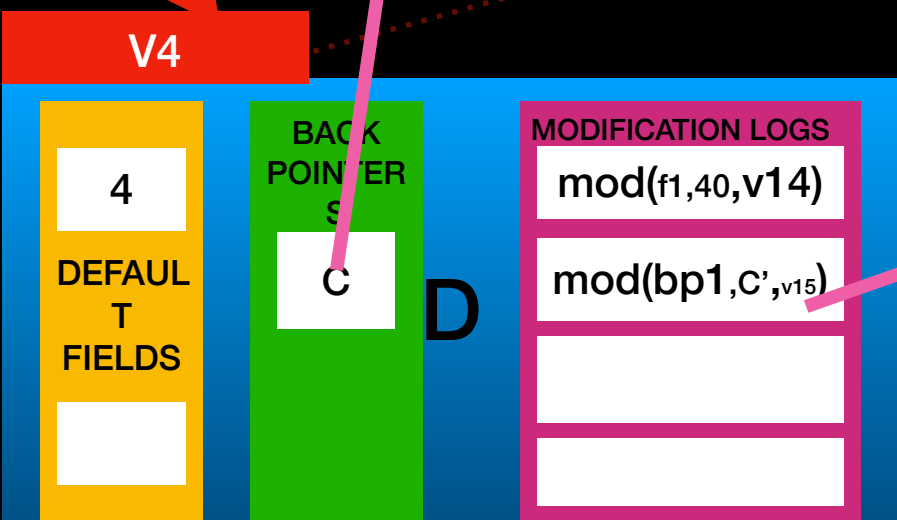 V4
4
DEFAUL
T
FIELDS
BACK
POINTER
S
C
D
MODIFICATION LOGS
mod(f1,40,v14)
mod(bp1,C',v15)